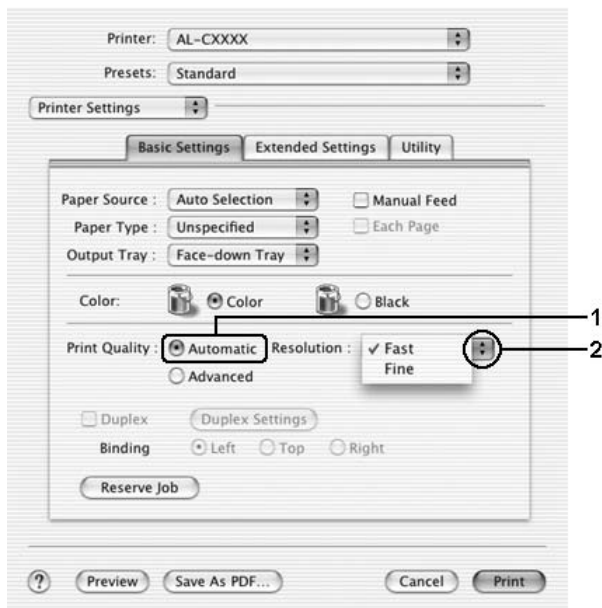 Printer: AL-CXXXX
Presets: Standard
Printer Settings
Basic Settings Extended Settings Utility
Paper Source : Auto Selection Manual Feed
Paper Type : Unspecified Each Page
Output Tray : Face-down Tray
Color: Color Black
1
Print Quality : Automatic Resolution : ✓ Fast 2
Fine
Advanced
Duplex Duplex Settings
Binding Left Top Right
Reserve Job
? Preview Save As PDF... Cancel Print